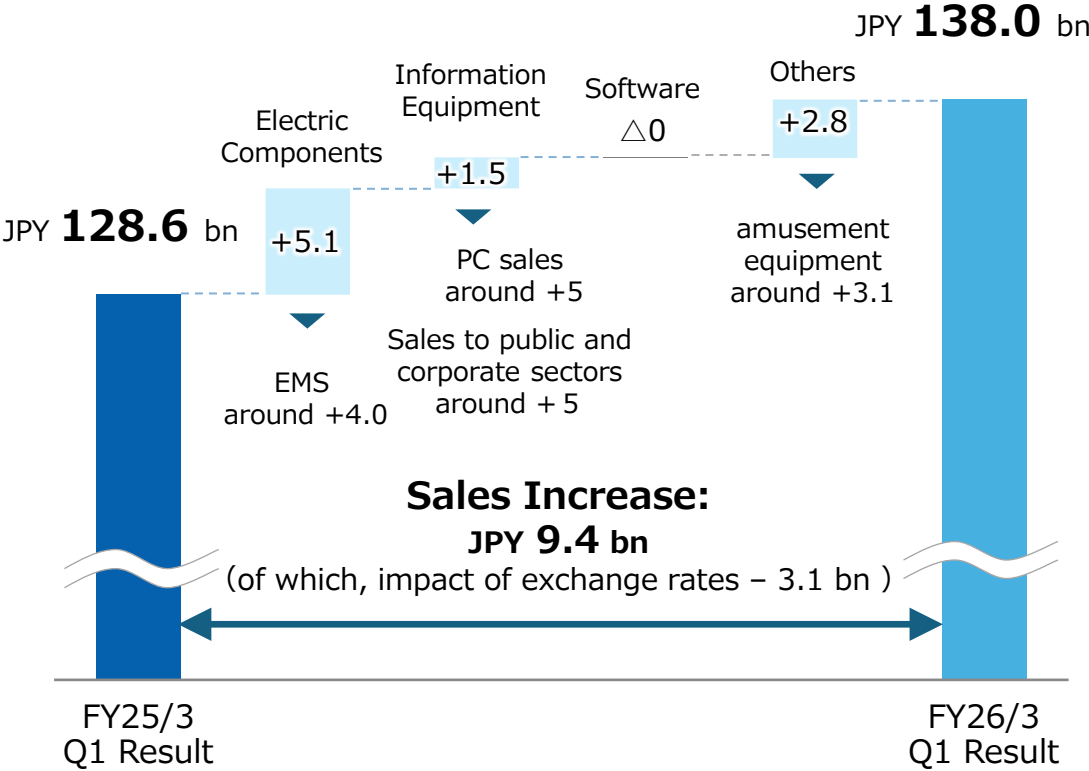 JPY 138.0 bn
Information
Equipment
Software
△0
Others
+2.8
Electric
Components
+1.5
JPY 128.6 bn
+5.1
PC sales
around +5
amusement
equipment
around +3.1
EMS
around +4.0
Sales to public and
corporate sectors
around +5
Sales Increase:
JPY 9.4 bn
(of which, impact of exchange rates – 3.1 bn )
FY25/3
Q1 Result
FY26/3
Q1 Result